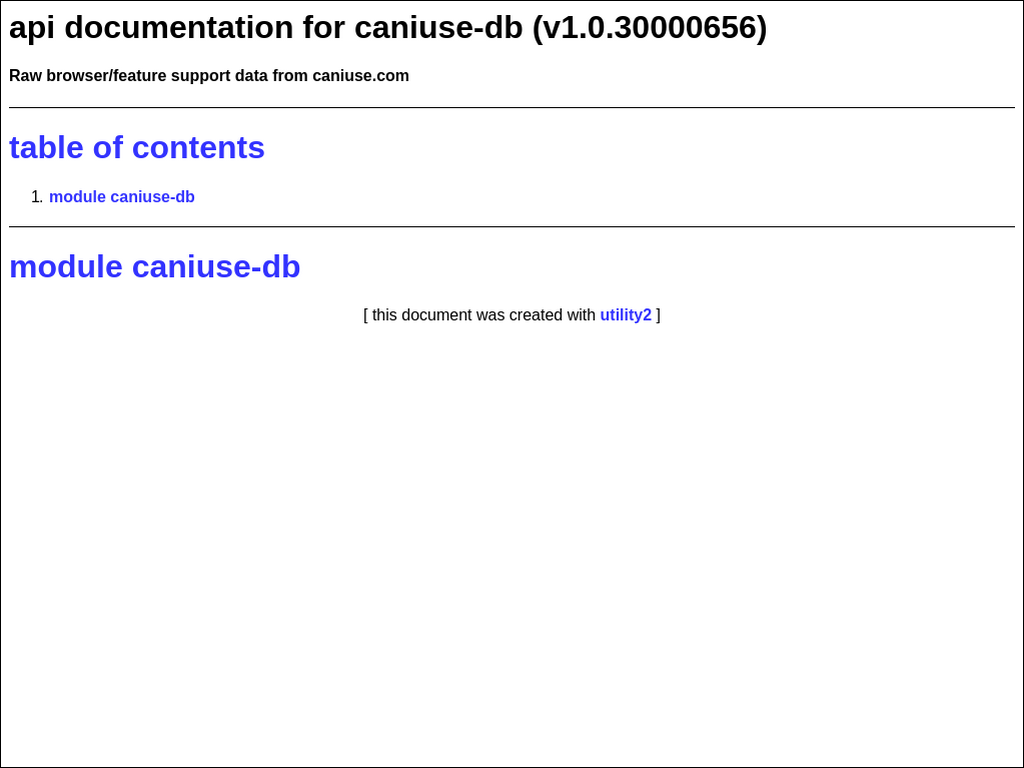 api documentation for caniuse-db (v1.0.30000656)
Raw browser/feature support data from caniuse.com
table of contents
1. module caniuse-db
module caniuse-db
[ this document was created with utility2 ]